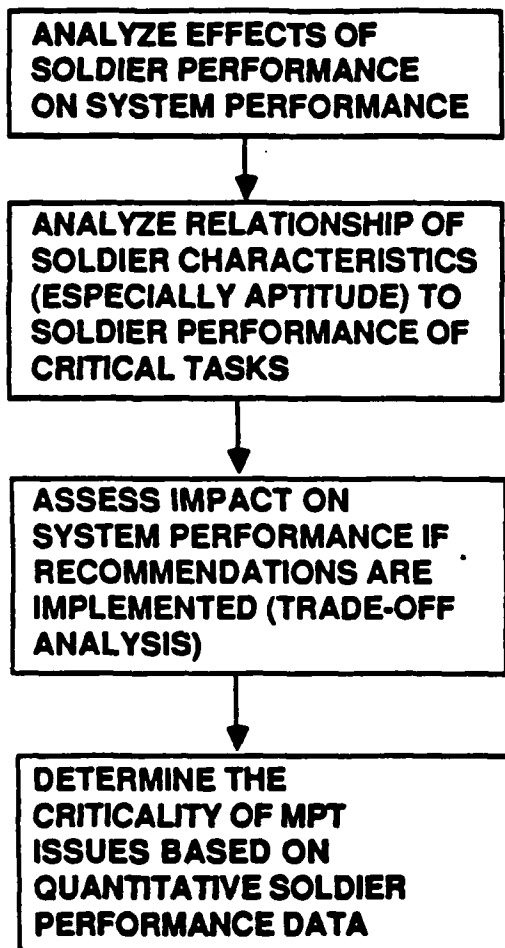 ANALYZE EFFECTS OF
SOLDIER PERFORMANCE
ON SYSTEM PERFORMANCE
ANALYZE RELATIONSHIP OF
SOLDIER CHARACTERISTICS
(ESPECIALLY APTITUDE) TO
SOLDIER PERFORMANCE OF
CRITICAL TASKS
ASSESS IMPACT ON
SYSTEM PERFORMANCE IF
RECOMMENDATIONS ARE
IMPLEMENTED (TRADE-OFF
ANALYSIS)
DETERMINE THE
CRITICALITY OF MPT
ISSUES BASED ON
QUANTITATIVE SOLDIER
PERFORMANCE DATA